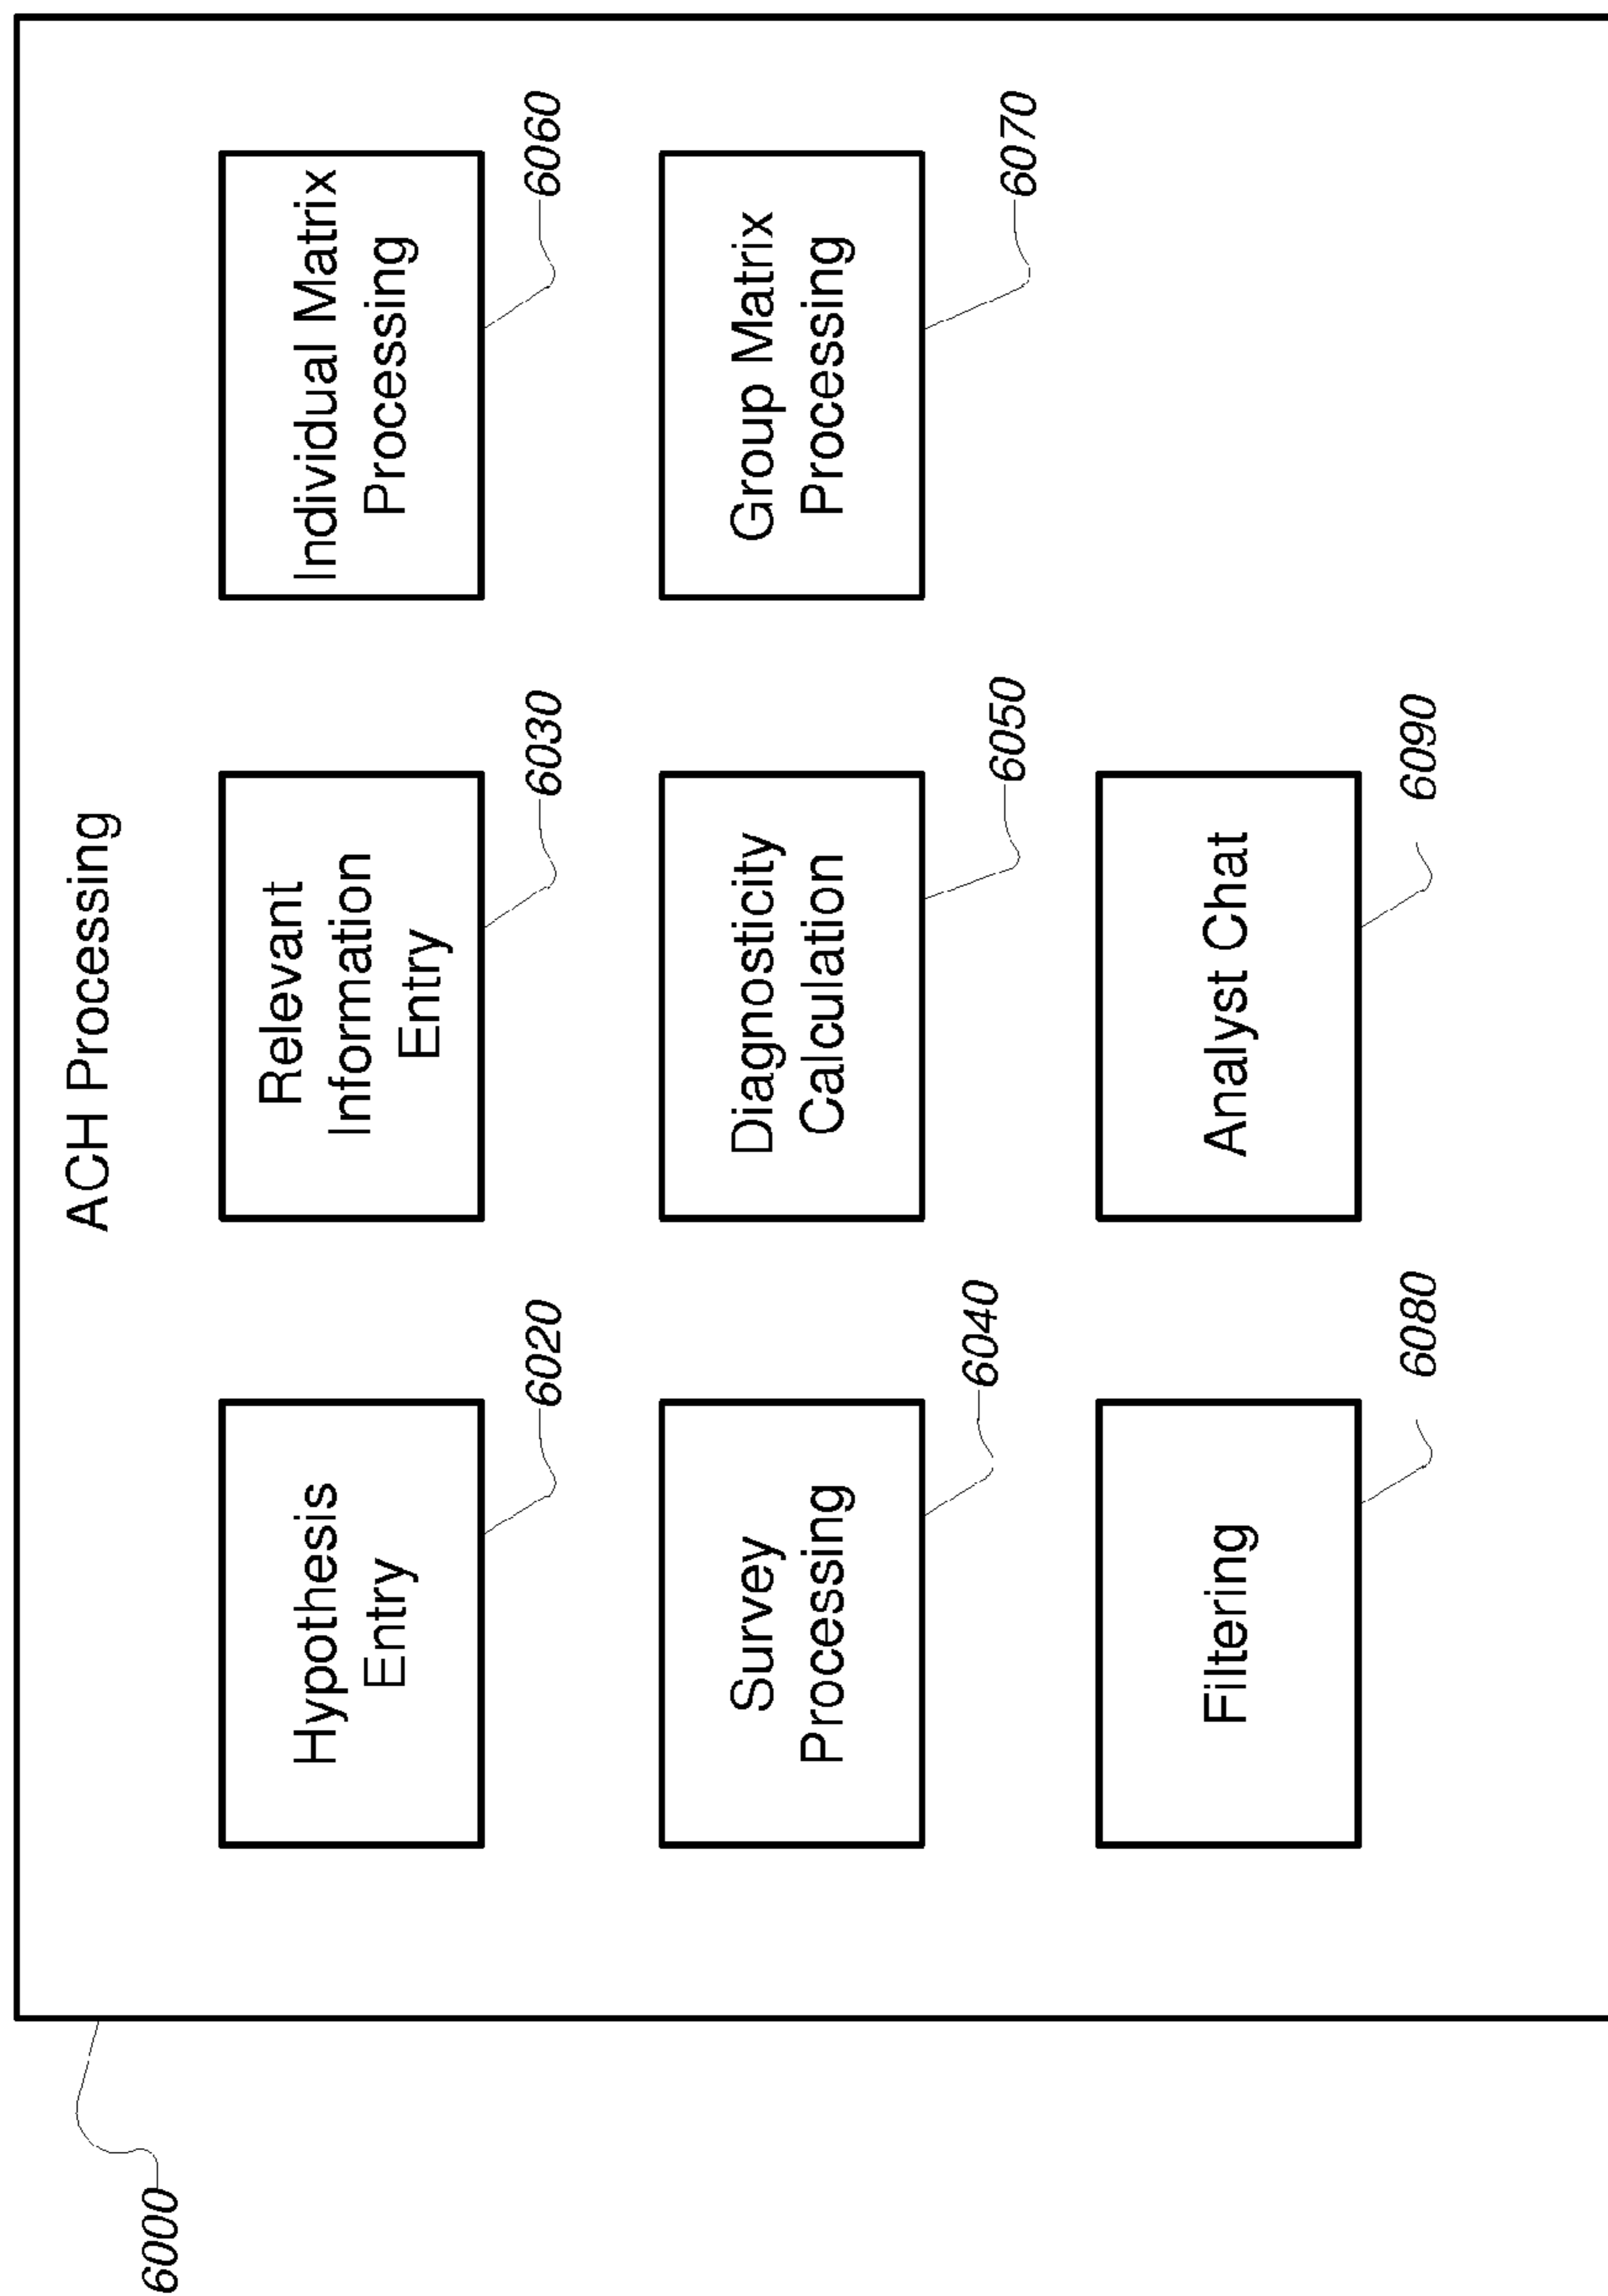 ACH Processing
Hypothesis
Entry
6020
Relevant
Information
Entry
6030
Individual Matrix
Processing
6060
Survey
Processing
6040
Diagnosticity
Calculation
6050
Group Matrix
Processing
6070
Filtering
6080
Analyst Chat
6090
6000